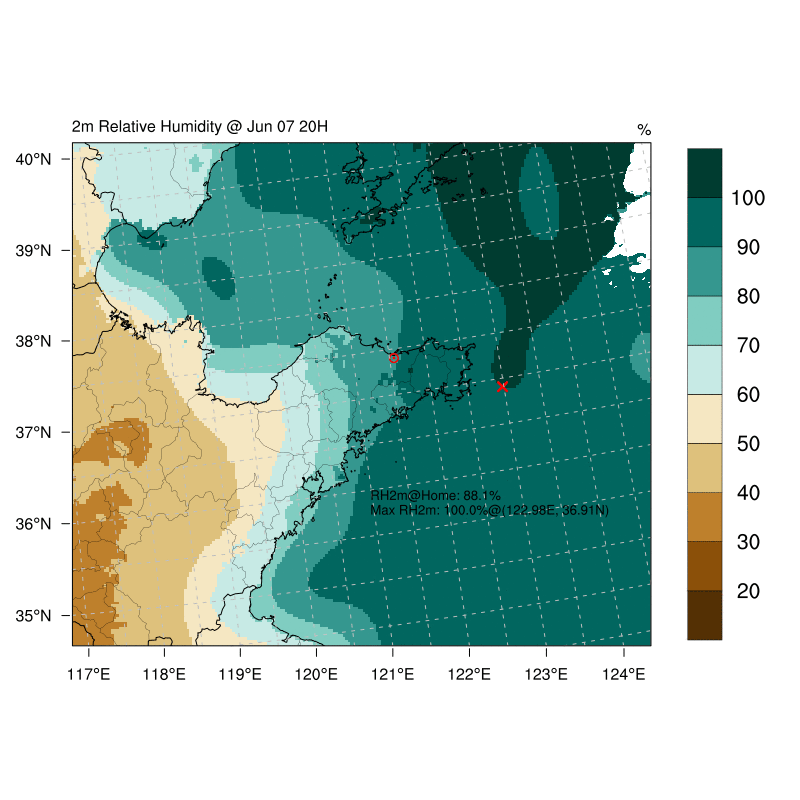 2m Relative Humidity @ Jun 07 20H
%
40°N
39°N
38°N
37°N
36°N
35°N
117°E
118°E
119°E
120°E
121°E
122°E
123°E
124°E
RH2m@Home: 88.1%
Max RH2m: 100.0%@(122.98E, 36.91N)
100
90
80
70
60
50
40
30
20